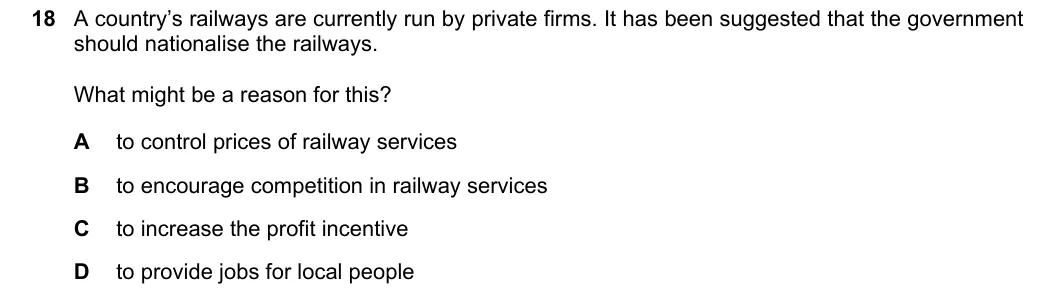 18 A country’s railways are currently run by private firms. It has been suggested that the government
should nationalise the railways.
What might be a reason for this?
A to control prices of railway services
B to encourage competition in railway services
C to increase the profit incentive
D to provide jobs for local people